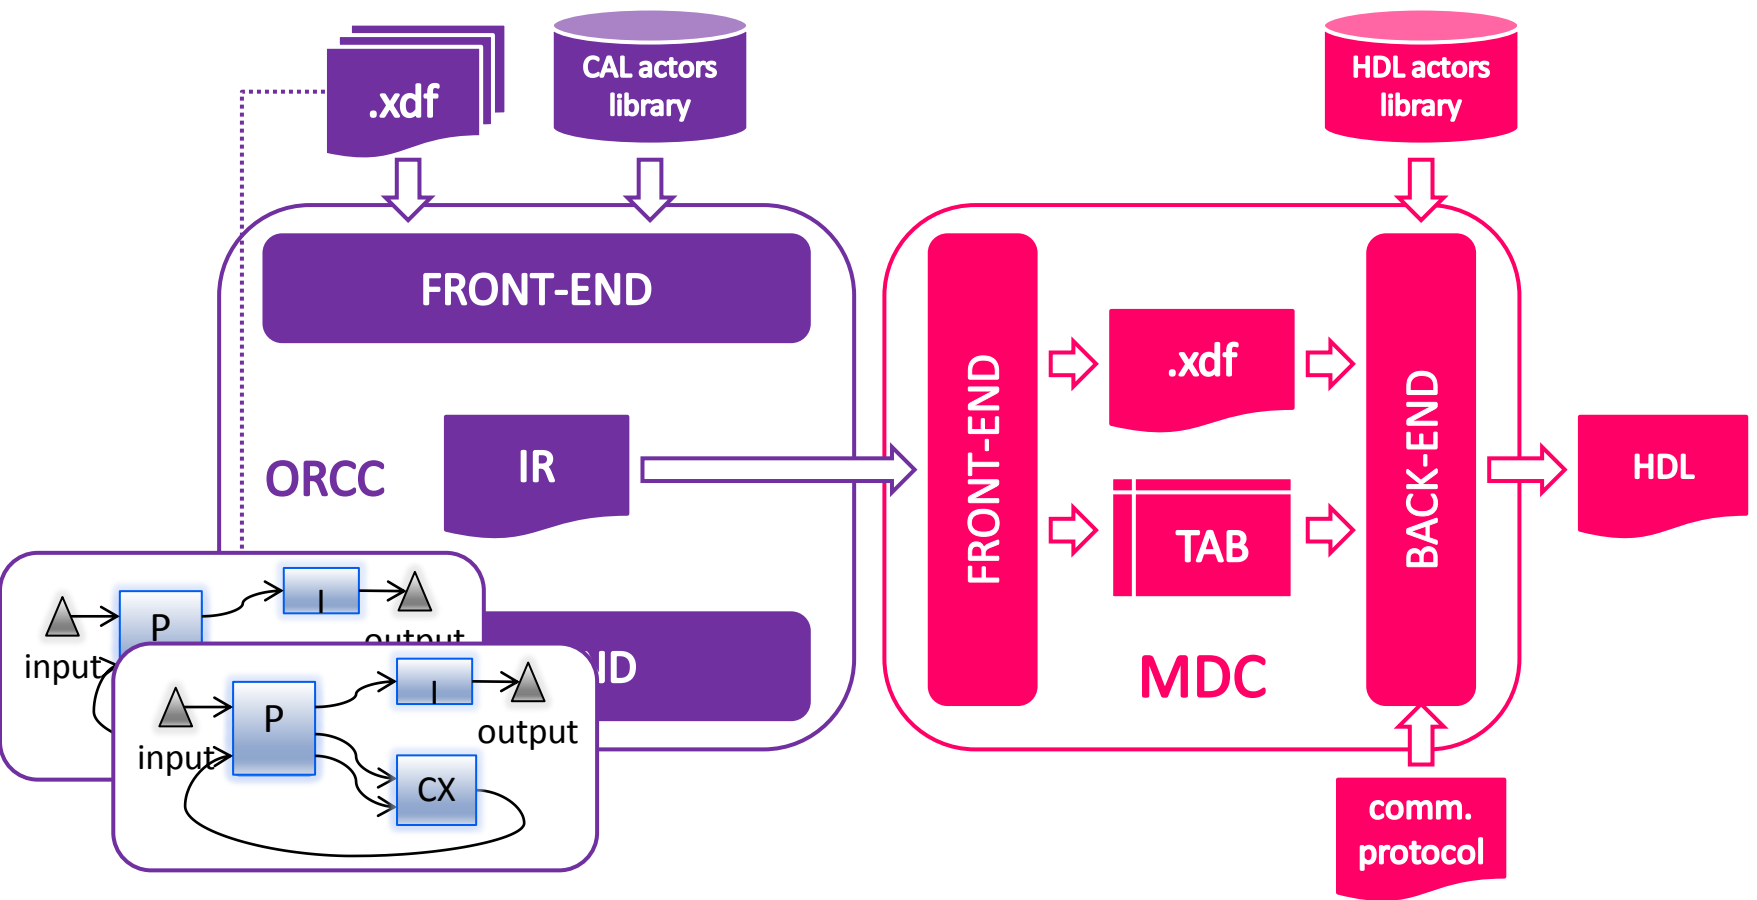 .xdf
CAL actors
library
HDL actors
library
FRONT-END
ORCC
IR
FRONT-END
.xdf
TAB
MDC
BACK-END
HDL
comm.
protocol
input
P
I
output
input
P
I
output
CX